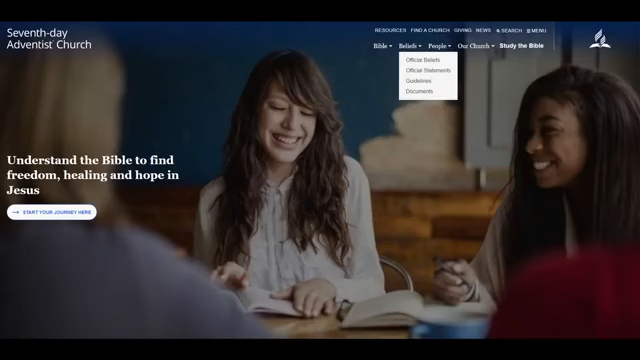 Seventh-day
Adventist Church
RESOURCES FIND A CHURCH GIVING NEWS SEARCH MENU
Bible Beliefs People Our Church Study the Bible
Official Beliefs
Official Statements
Guidelines
Documents
Understand the Bible to find
freedom, healing and hope in
Jesus
START YOUR JOURNEY HERE